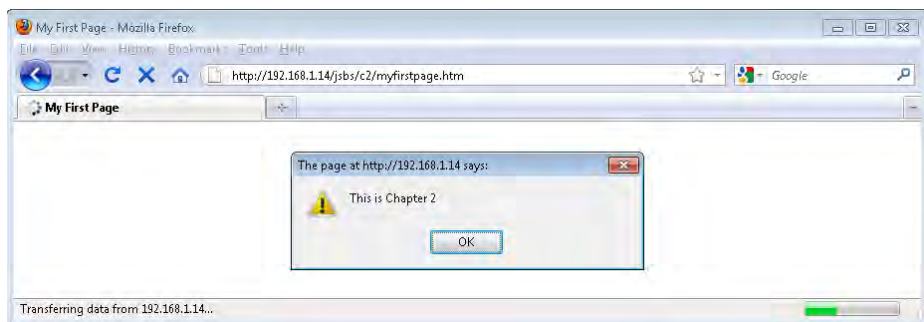 My First Page - Mozilla Firefox
File Edit View History Bookmarks Tools Help
http://192.168.1.14/jsbs/c2/myfirstpage.htm Google
My First Page
The page at http://192.168.1.14 says:
This is Chapter 2
OK
Transferring data from 192.168.1.14...